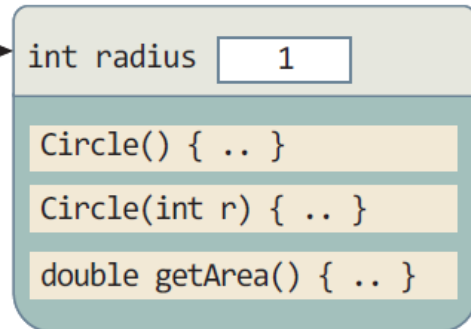 int radius 1
Circle() { .. }
Circle(int r) { .. }
double getArea() { .. }